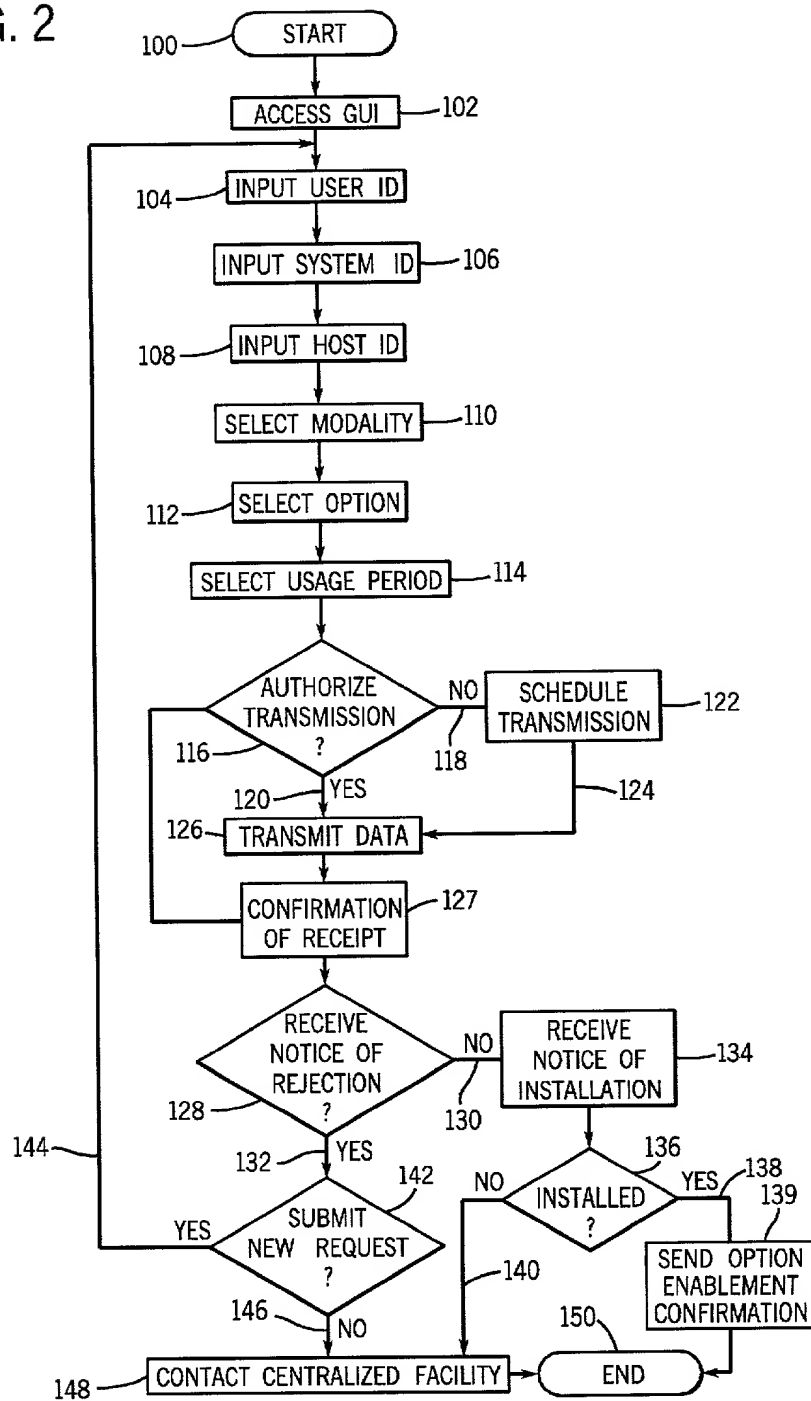 G. 2
START
100
ACCESS GUI
102
INPUT USER ID
104
INPUT SYSTEM ID
106
INPUT HOST ID
108
SELECT MODALITY
110
SELECT OPTION
112
SELECT USAGE PERIOD
114
AUTHORIZE
TRANSMISSION
?
116
NO
118
SCHEDULE
TRANSMISSION
122
120
YES
124
126
TRANSMIT DATA
CONFIRMATION
OF RECEIPT
127
RECEIVE
NOTICE OF
REJECTION
?
128
NO
130
RECEIVE
NOTICE OF
INSTALLATION
134
144
132
YES
142
136
NO
INSTALLED
?
YES
138
139
YES
SUBMIT
NEW REQUEST
?
140
SEND OPTION
ENABLEMENT
CONFIRMATION
146
NO
150
148
CONTACT CENTRALIZED FACILITY
END